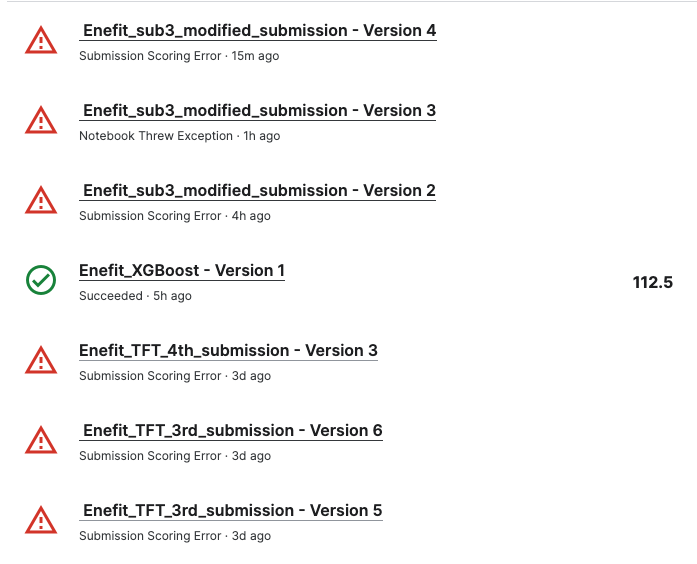 Enefit_sub3_modified_submission - Version 4
Submission Scoring Error · 15m ago
Enefit_sub3_modified_submission - Version 3
Notebook Threw Exception · 1h ago
Enefit_sub3_modified_submission - Version 2
Submission Scoring Error · 4h ago
Enefit_XGBoost - Version 1
112.5
Succeeded · 5h ago
Enefit_TFT_4th_submission - Version 3
Submission Scoring Error · 3d ago
Enefit_TFT_3rd_submission - Version 6
Submission Scoring Error · 3d ago
Enefit_TFT_3rd_submission - Version 5
Submission Scoring Error · 3d ago